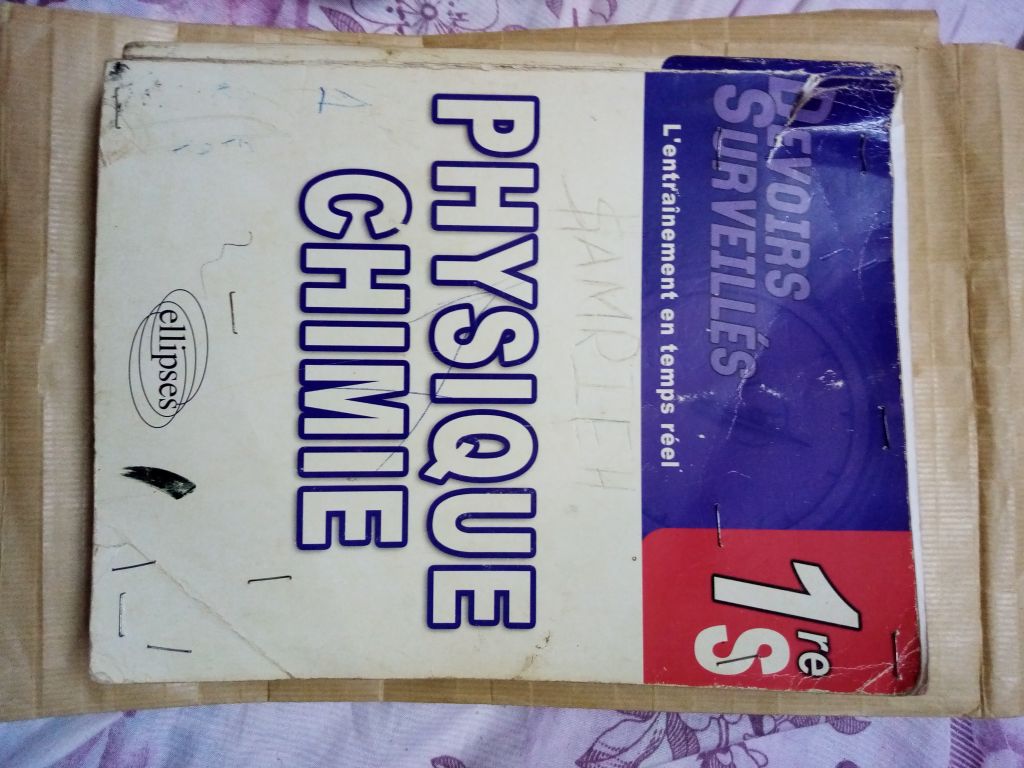 DEVOIRS
SURVEILLÉS
L'entraînement en temps réel
1re
S
PHYSIQUE
CHIMIE
ellipses